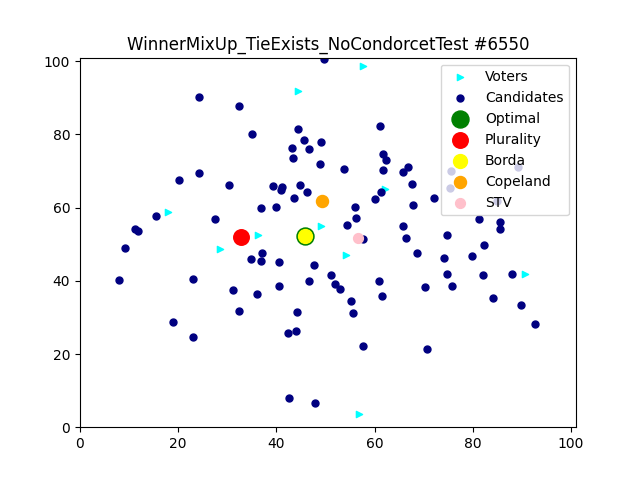 WinnerMixUp_TieExists_NoCondorcetTest #6550
100
80
60
40
20
0
Voters
Candidates
Optimal
Plurality
Borda
Copeland
STV
0 20 40 60 80 100